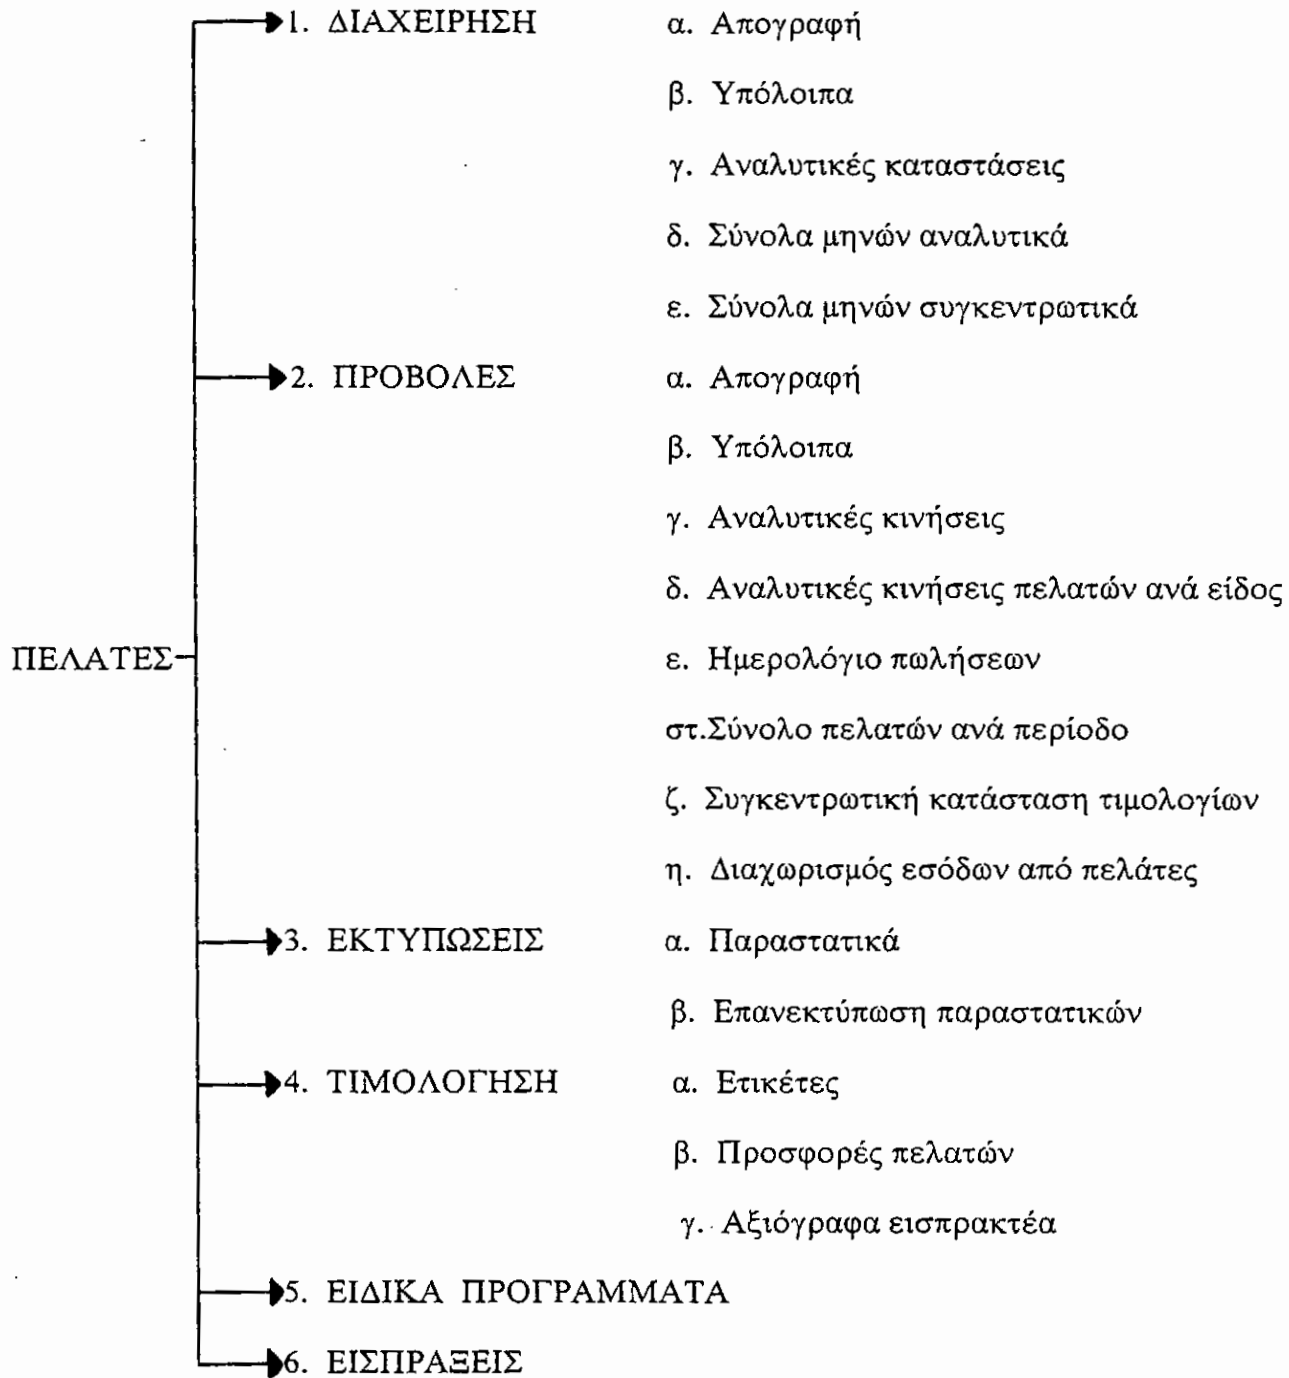 1. ΔΙΑΧΕΙΡΗΣΗ α. Απογραφή
β. Υπόλοιπα
γ. Αναλυτικές καταστάσεις
δ. Σύνολα μηνών αναλυτικά
ε. Σύνολα μηνών συγκεντρωτικά
2. ΠΡΟΒΟΛΕΣ α. Απογραφή
β. Υπόλοιπα
γ. Αναλυτικές κινήσεις
δ. Αναλυτικές κινήσεις πελατών ανά είδος
ΠΕΛΑΤΕΣ ε. Ημερολόγιο πωλήσεων
στ.Σύνολο πελατών ανά περίοδο
ζ. Συγκεντρωτική κατάσταση τιμολογίων
η. Διαχωρισμός εσόδων από πελάτες
3. ΕΚΤΥΠΩΣΕΙΣ α. Παραστατικά
β. Επανεκτύπωση παραστατικών
4. ΤΙΜΟΛΟΓΗΣΗ α. Ετικέτες
β. Προσφορές πελατών
γ. Αξιόγραφα εισπρακτέα
5. ΕΙΔΙΚΑ ΠΡΟΓΡΑΜΜΑΤΑ
6. ΕΙΣΠΡΑΞΕΙΣ